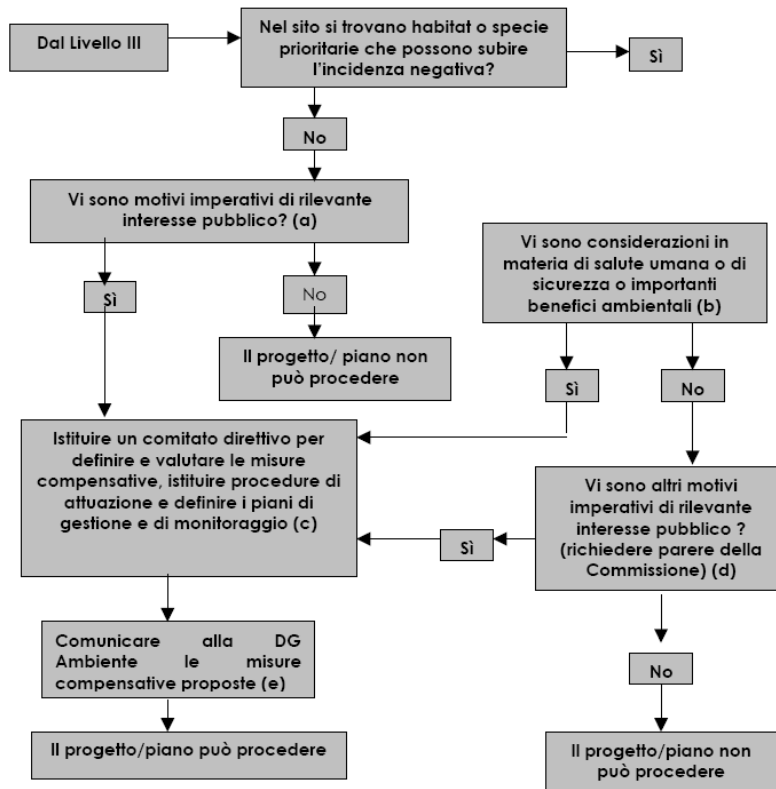 Dal Livello III
Nel sito si trovano habitat o specie
prioritarie che possono subire
l'incidenza negativa?
Sì
No
Vi sono motivi imperativi di rilevante
interesse pubblico? (a)
Sì
No
Il progetto/ piano non
può procedere
Vi sono considerazioni in
materia di salute umana o di
sicurezza o importanti
benefici ambientali (b)
Sì
No
Istituire un comitato direttivo per
definire e valutare le misure
compensative, istituire procedure di
attuazione e definire i piani di
gestione e di monitoraggio (c)
Sì
Vi sono altri motivi
imperativi di rilevante
interesse pubblico ?
(richiedere parere della
Commissione) (d)
Comunicare alla DG
Ambiente le misure
compensative proposte (e)
No
Il progetto/piano può procedere
Il progetto/piano non
può procedere